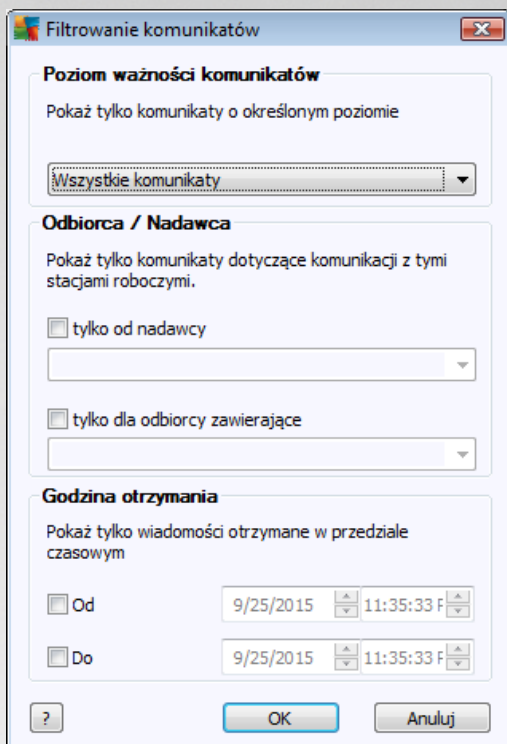 Filtrowanie komunikatów
Poziom ważności komunikatów
Pokaż tylko komunikaty o określonym poziomie
Wszystkie komunikaty
Odbiorca / Nadawca
Pokaż tylko komunikaty dotyczące komunikacji z tymi
stacjami roboczymi.
tylko od nadawcy
tylko dla odbiorcy zawierające
Godzina otrzymania
Pokaż tylko wiadomości otrzymane w przedziale
czasowym
Od 9/25/2015 11:35:33 P
Do 9/25/2015 11:35:33 P
? OK Anuluj